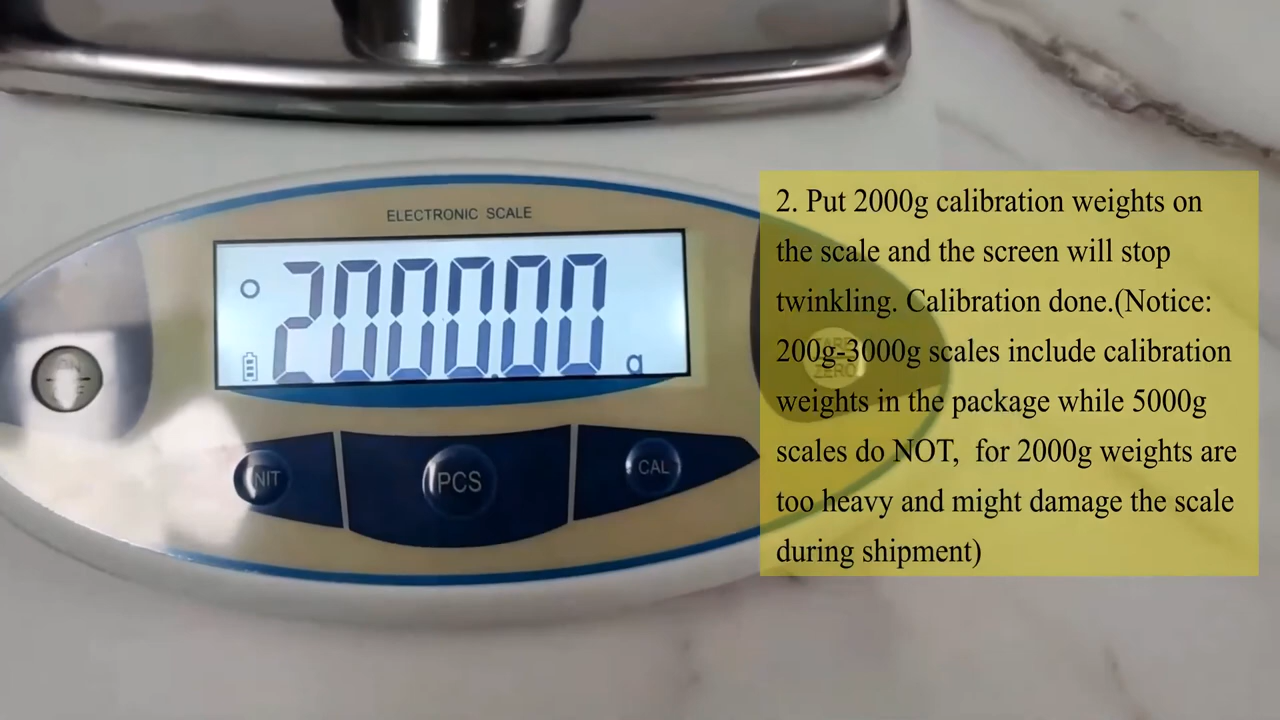 ELECTRONIC SCALE
2000.00 g
NIT
PCS
CAL
ZERO
2. Put 2000g calibration weights on
the scale and the screen will stop
twinkling. Calibration done.(Notice:
200g-3000g scales include calibration
weights in the package while 5000g
scales do NOT, for 2000g weights are
too heavy and might damage the scale
during shipment)